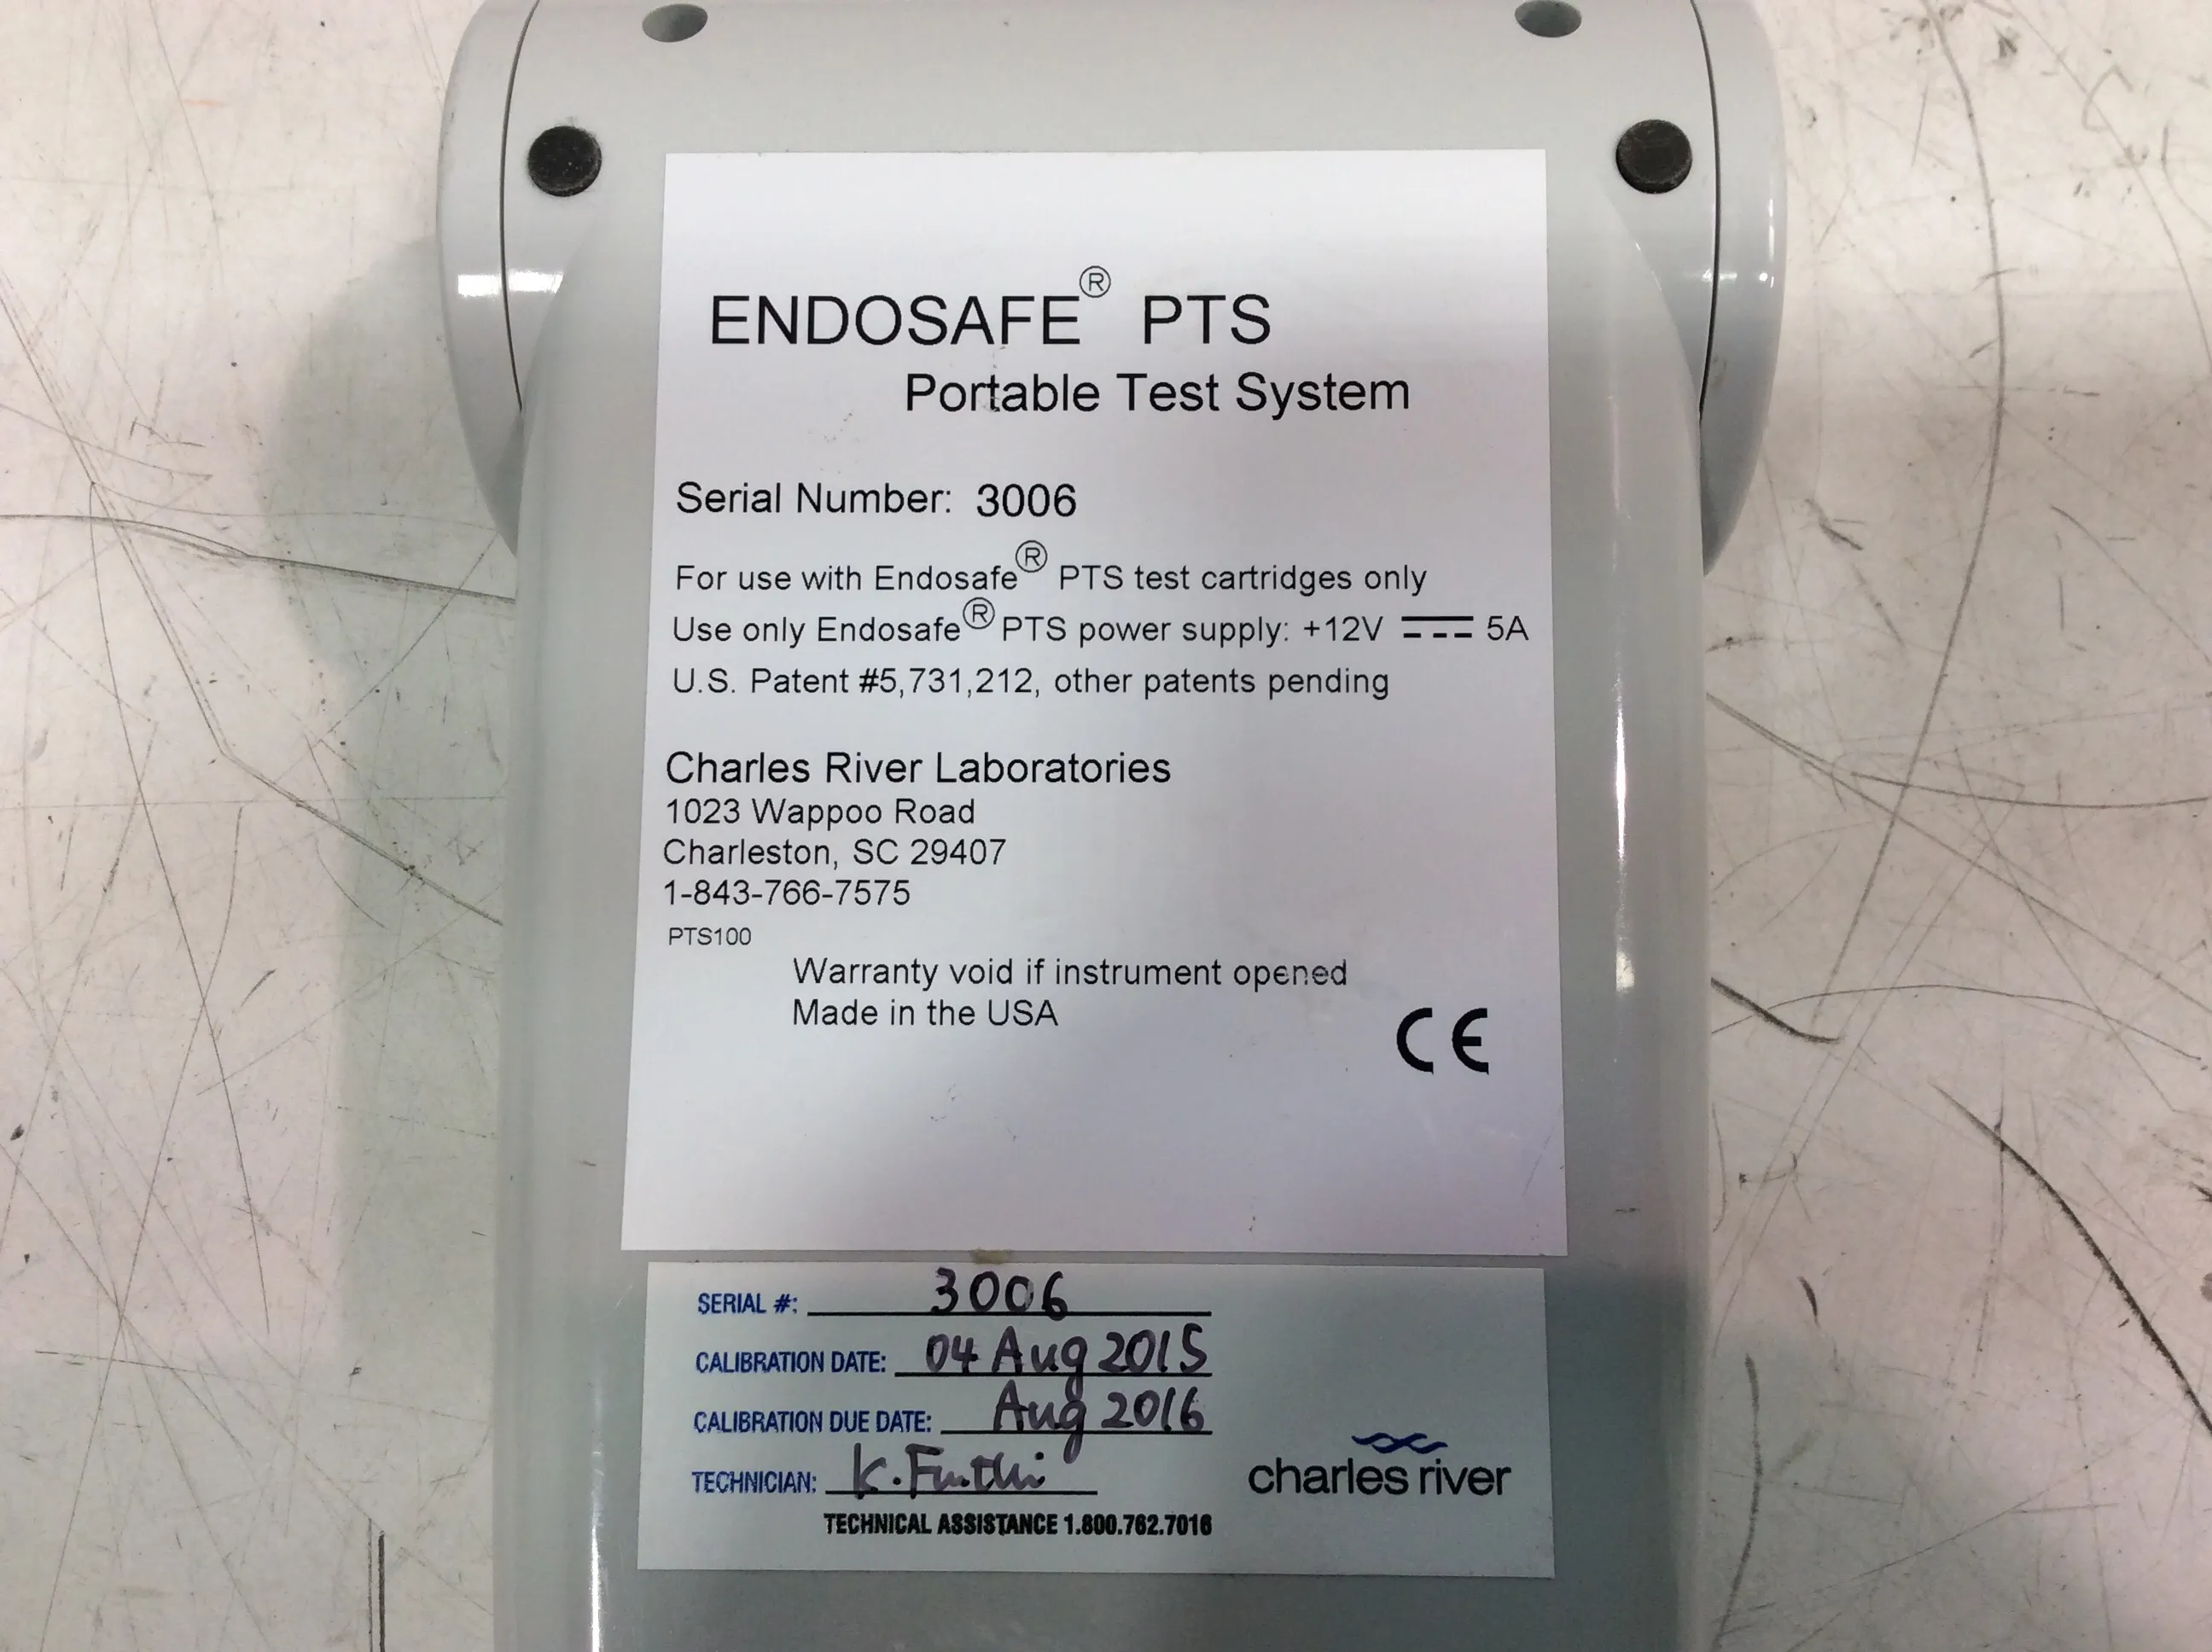 ENDOSAFE® PTS
Portable Test System
Serial Number: 3006
For use with Endosafe® PTS test cartridges only
Use only Endosafe® PTS power supply: +12V ⎓ 5A
U.S. Patent #5,731,212, other patents pending
Charles River Laboratories
1023 Wappoo Road
Charleston, SC 29407
1-843-766-7575
PTS100
Warranty void if instrument opened
Made in the USA
CE
SERIAL #: 3006
CALIBRATION DATE: 04 Aug 2015
CALIBRATION DUE DATE: Aug 2016
TECHNICIAN: K.
charles river
TECHNICAL ASSISTANCE 1.800.762.7016